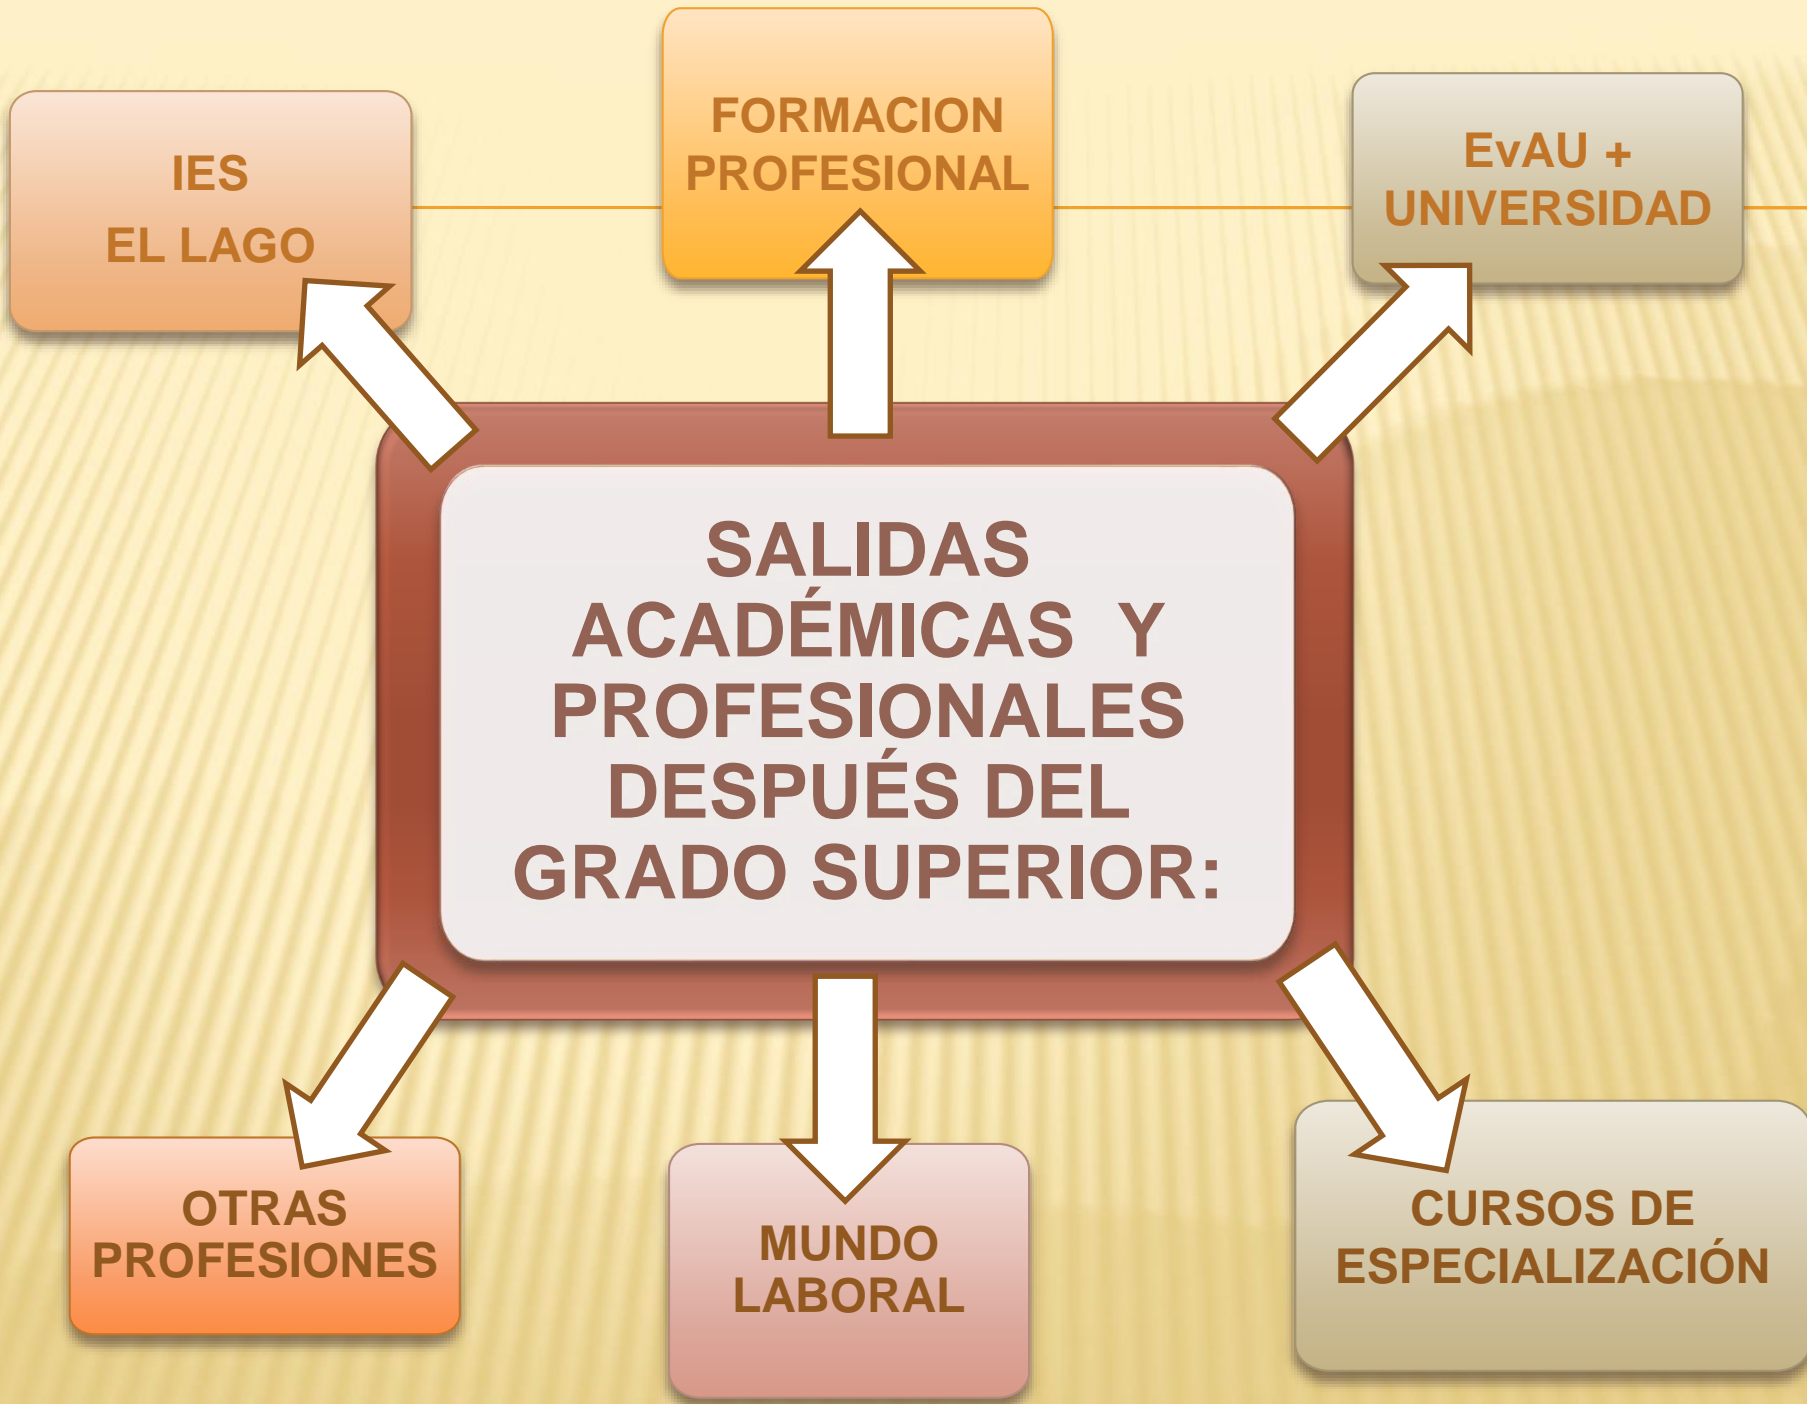 IES
EL LAGO
FORMACION
PROFESIONAL
EvAU +
UNIVERSIDAD
SALIDAS
ACADÉMICAS Y
PROFESIONALES
DESPUÉS DEL
GRADO SUPERIOR:
OTRAS
PROFESIONES
MUNDO
LABORAL
CURSOS DE
ESPECIALIZACIÓN